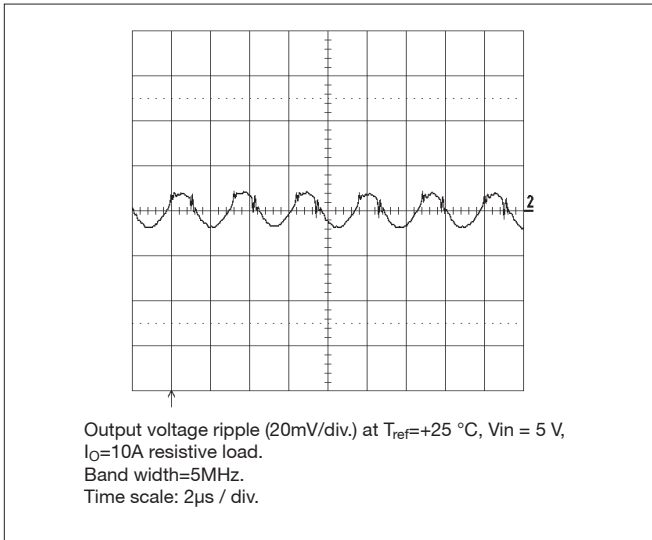 2
Output voltage ripple (20mV/div.) at Tref=+25 °C, Vin = 5 V,
IO=10A resistive load.
Band width=5MHz.
Time scale: 2µs / div.